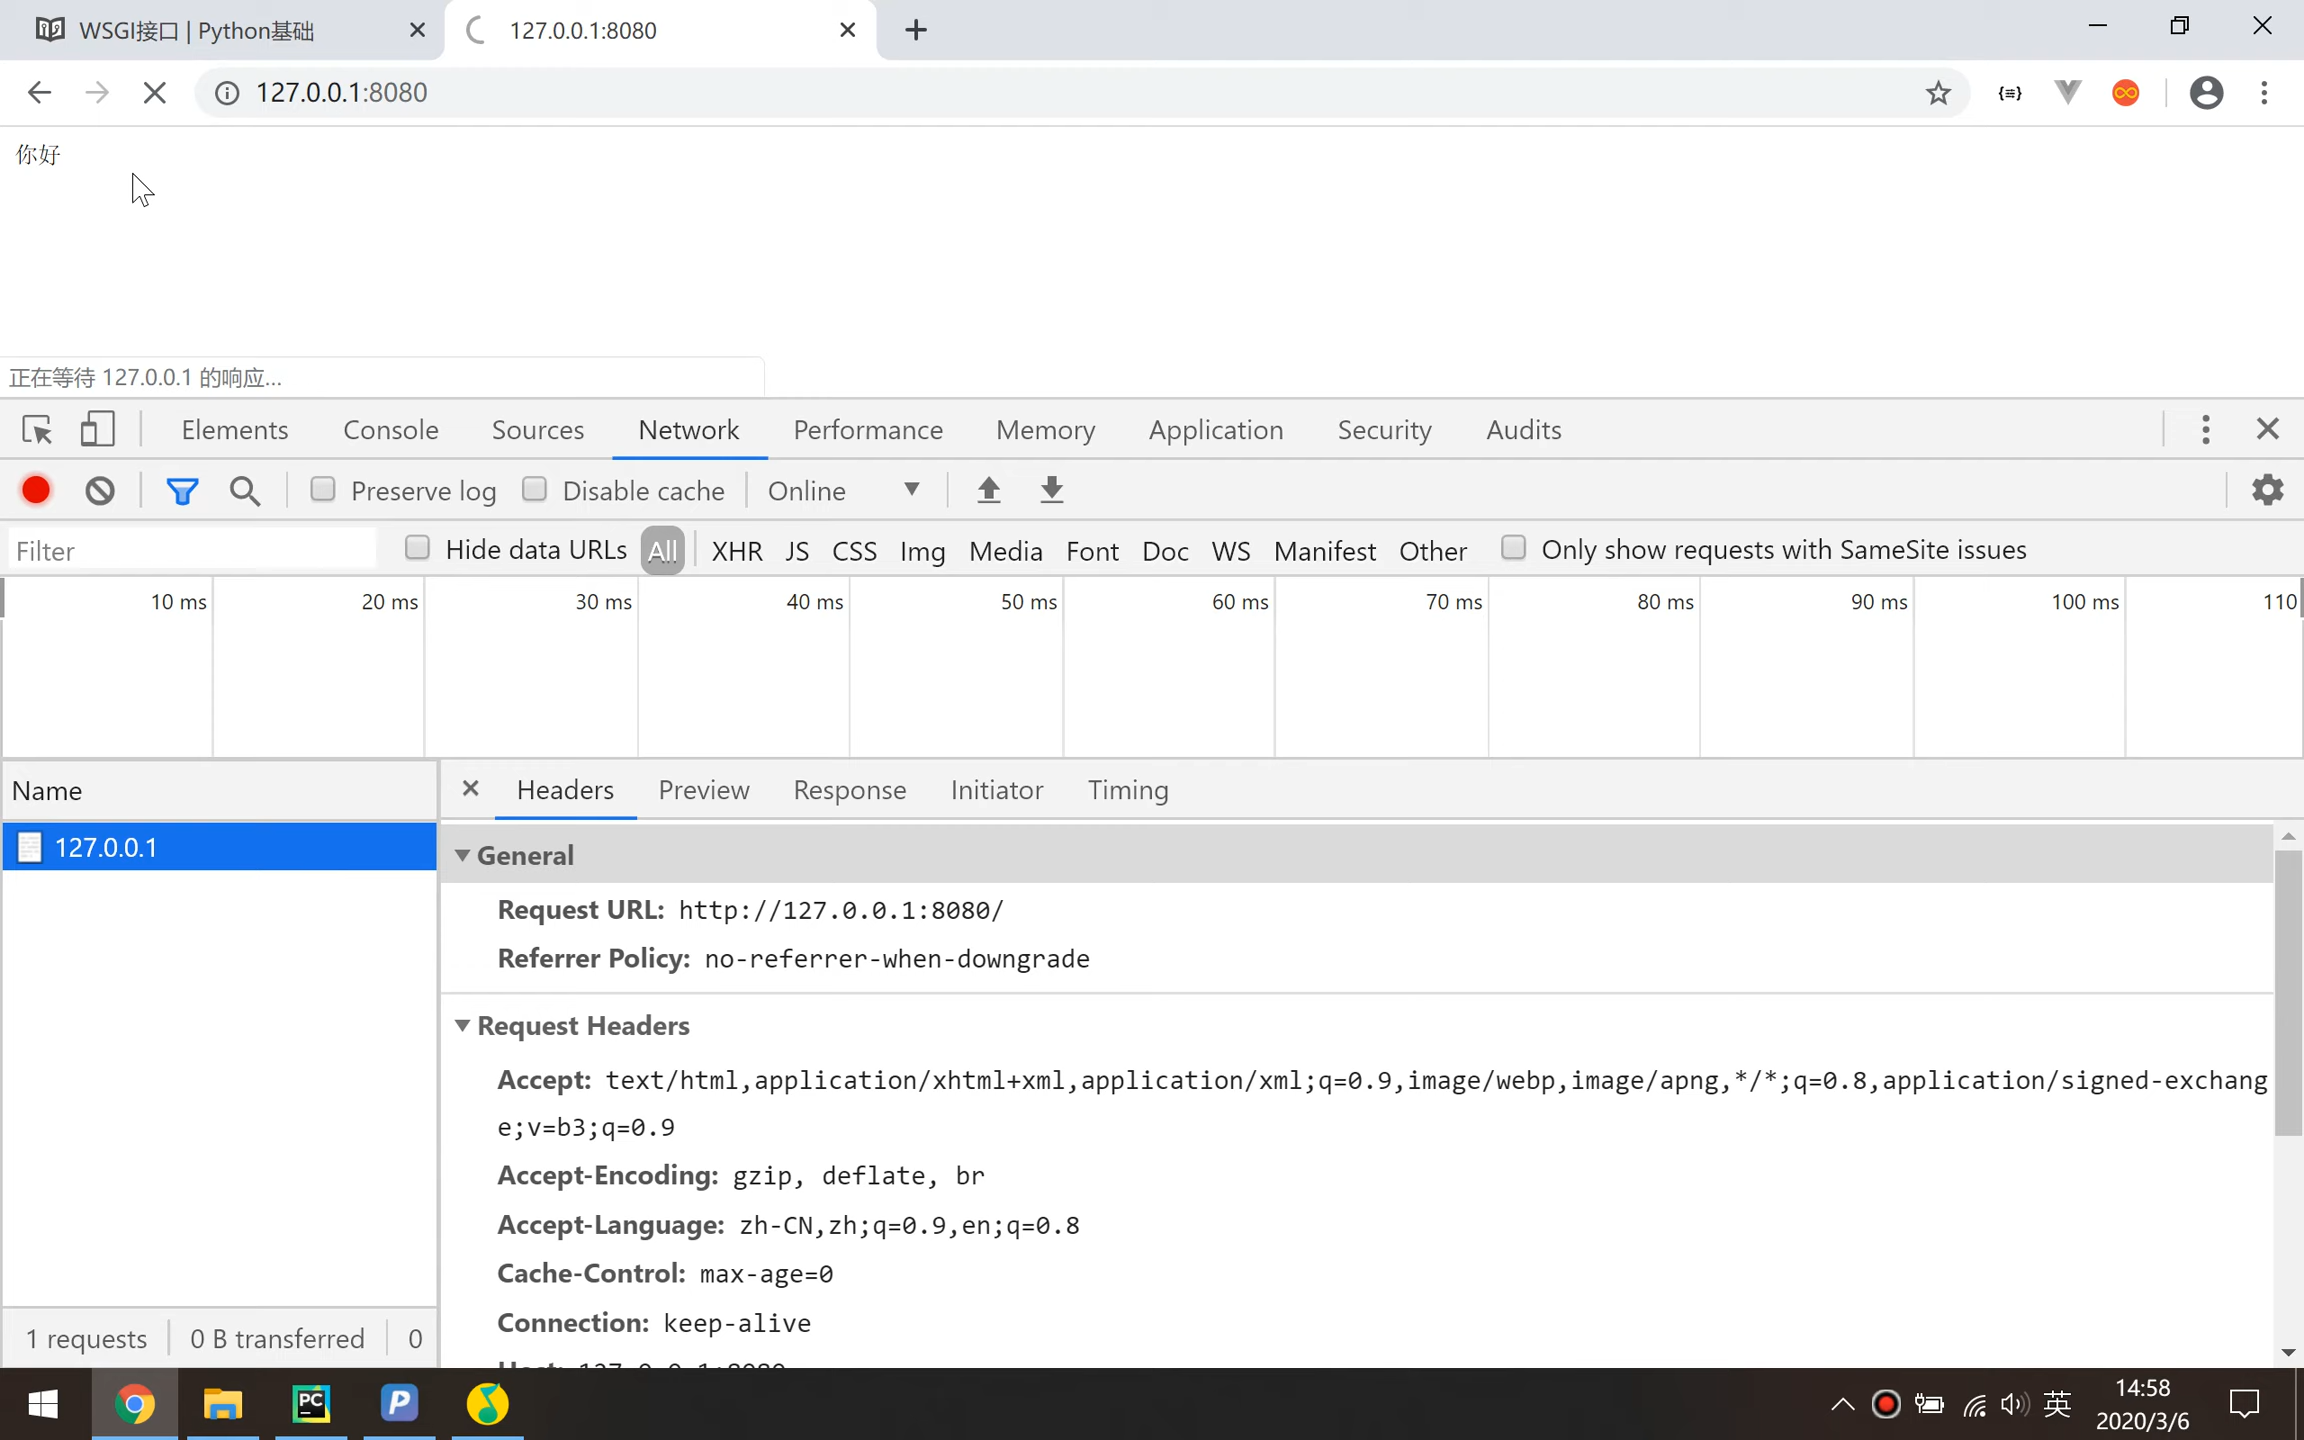 WSGI接口 | Python基础
127.0.0.1:8080
127.0.0.1:8080
你好
正在等待 127.0.0.1 的响应...
Elements Console Sources Network Performance Memory Application Security Audits
Preserve log Disable cache Online
Filter Hide data URLs All XHR JS CSS Img Media Font Doc WS Manifest Other Only show requests with SameSite issues
10 ms 20 ms 30 ms 40 ms 50 ms 60 ms 70 ms 80 ms 90 ms 100 ms 110
Name
Headers Preview Response Initiator Timing
127.0.0.1
General
Request URL: http://127.0.0.1:8080/
Referrer Policy: no-referrer-when-downgrade
Request Headers
Accept: text/html,application/xhtml+xml,application/xml;q=0.9,image/webp,image/apng,*/*;q=0.8,application/signed-exchang
e;v=b3;q=0.9
Accept-Encoding: gzip, deflate, br
Accept-Language: zh-CN,zh;q=0.9,en;q=0.8
Cache-Control: max-age=0
Connection: keep-alive
Host: 127.0.0.1:8080
1 requests 0 B transferred 0
PC
P
英
14:58
2020/3/6